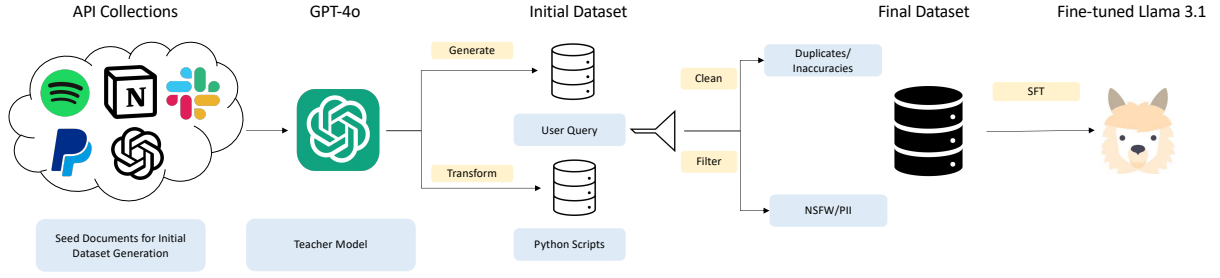 API Collections
GPT-4o
Initial Dataset
Final Dataset
Fine-tuned Llama 3.1
Generate
Duplicates/
Inaccuracies
Clean
SFT
N
User Query
Filter
Transform
NSFW/PII
Seed Documents for Initial
Dataset Generation
Teacher Model
Python Scripts